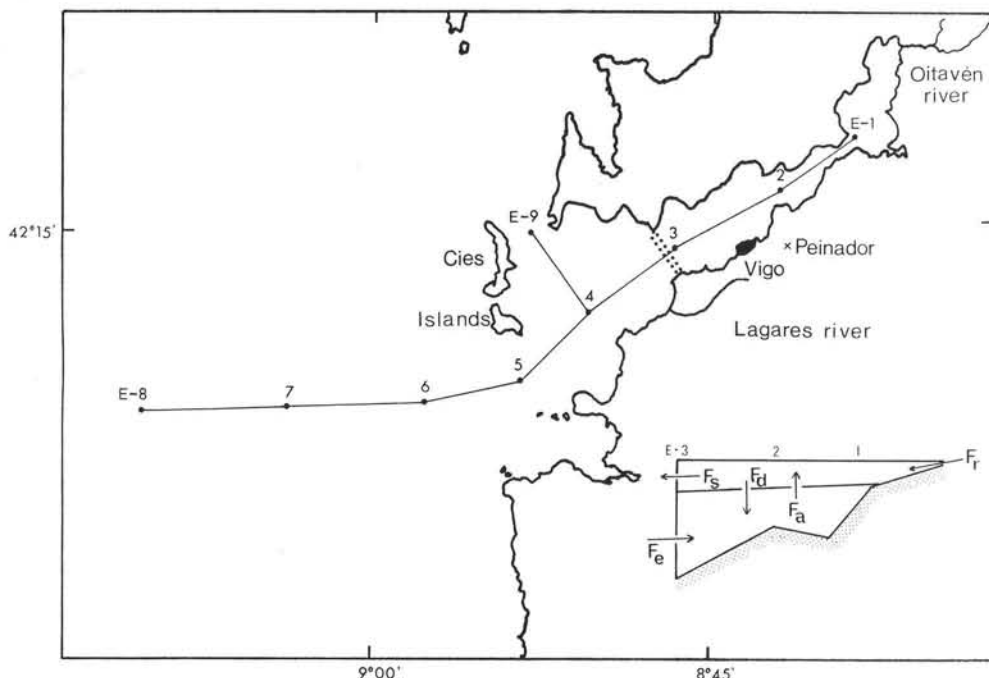 Oitavén
river
E-1
2
42°15'
E-9
3
×Peinador
Cies
Vigo
4
Islands
Lagares river
5
E-8
7
6
E-3
2
1
Fr
Fs
Fd
Fa
Fe
9°00'
8°45'